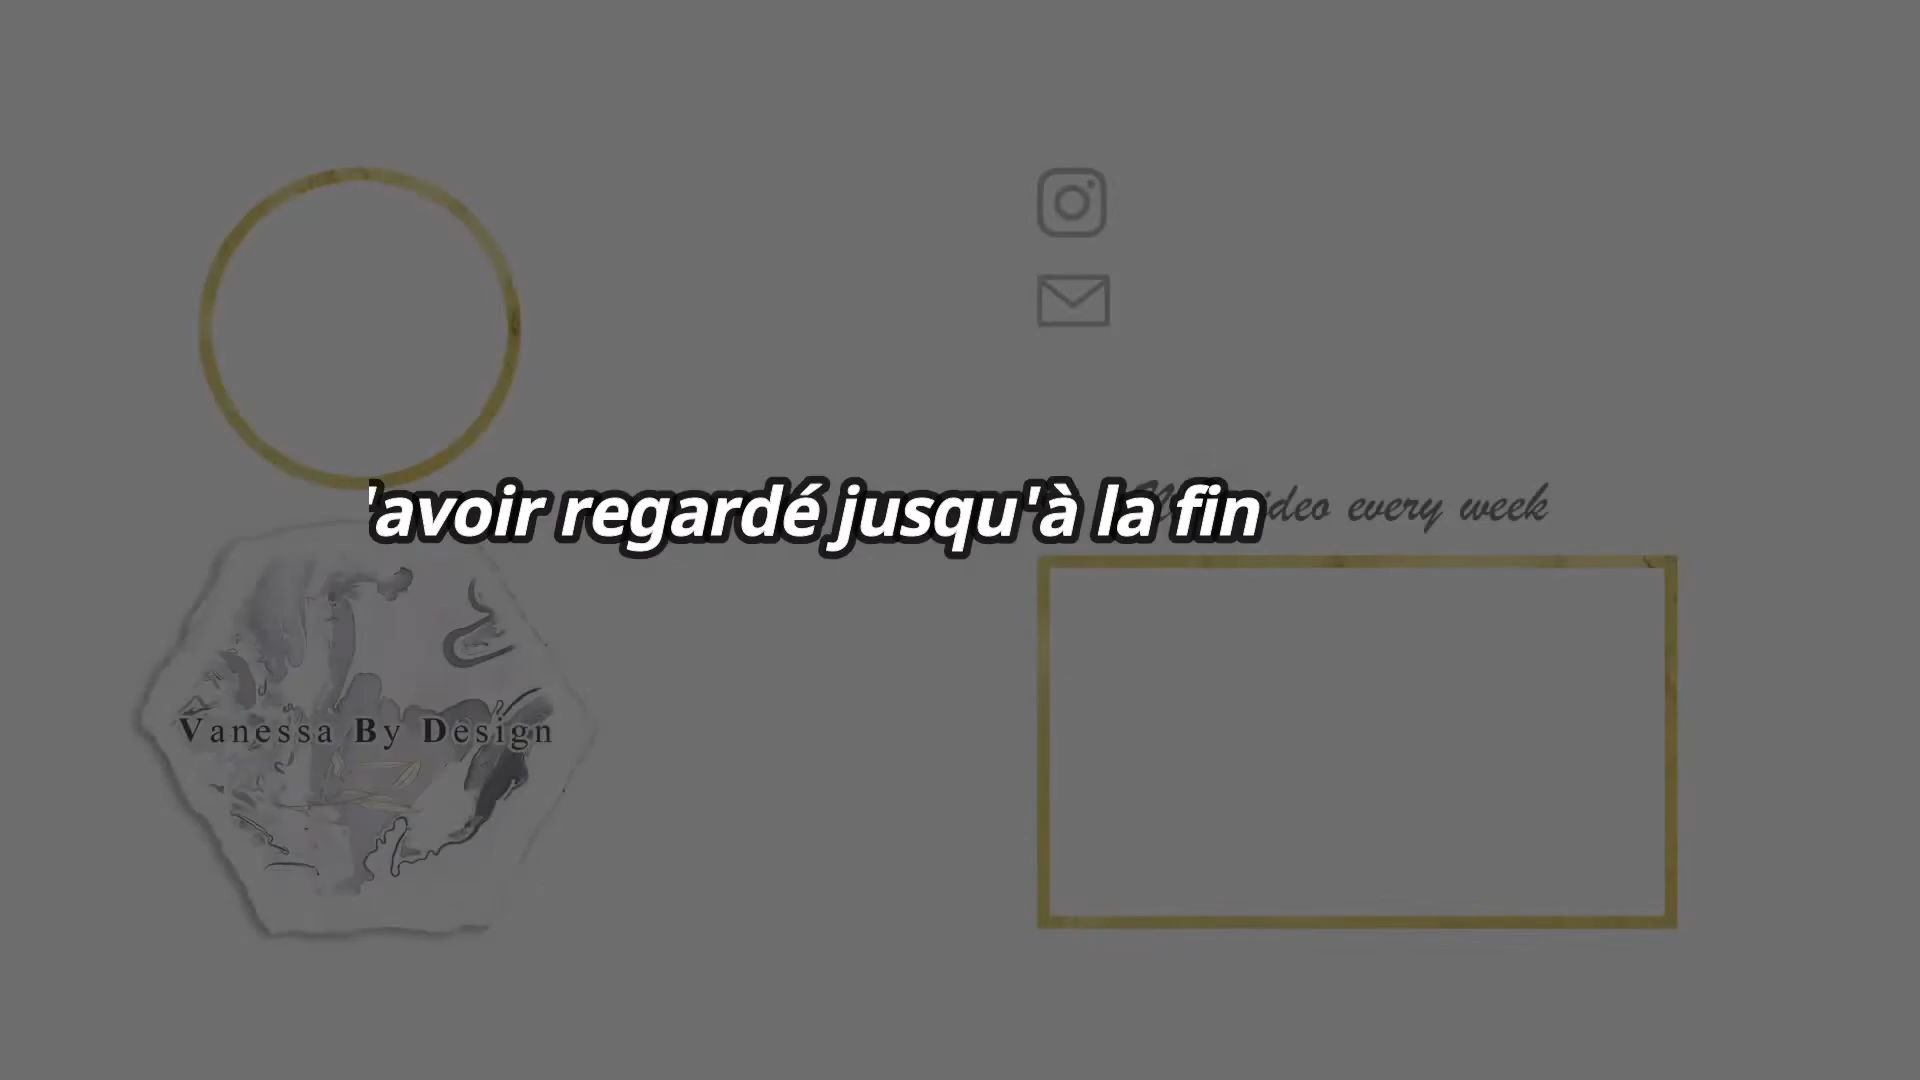 'avoir regardé jusqu'à la fin
video every week
Vanessa By Design